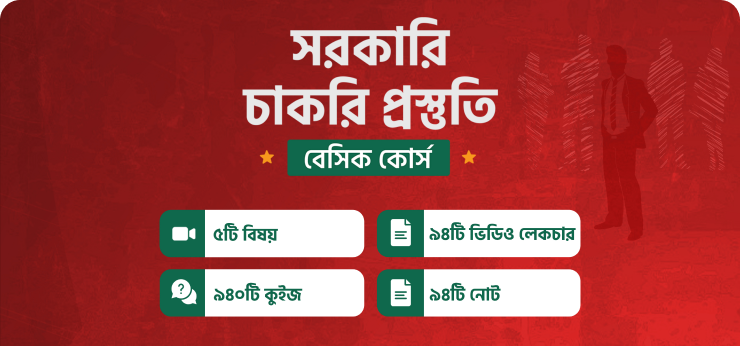 সরকারি
চাকরি প্রস্তুতি
বেসিক কোর্স
৫টি বিষয়
৯৪টি ভিডিও লেকচার
৯৪০টি কুইজ
৯৪টি নোট